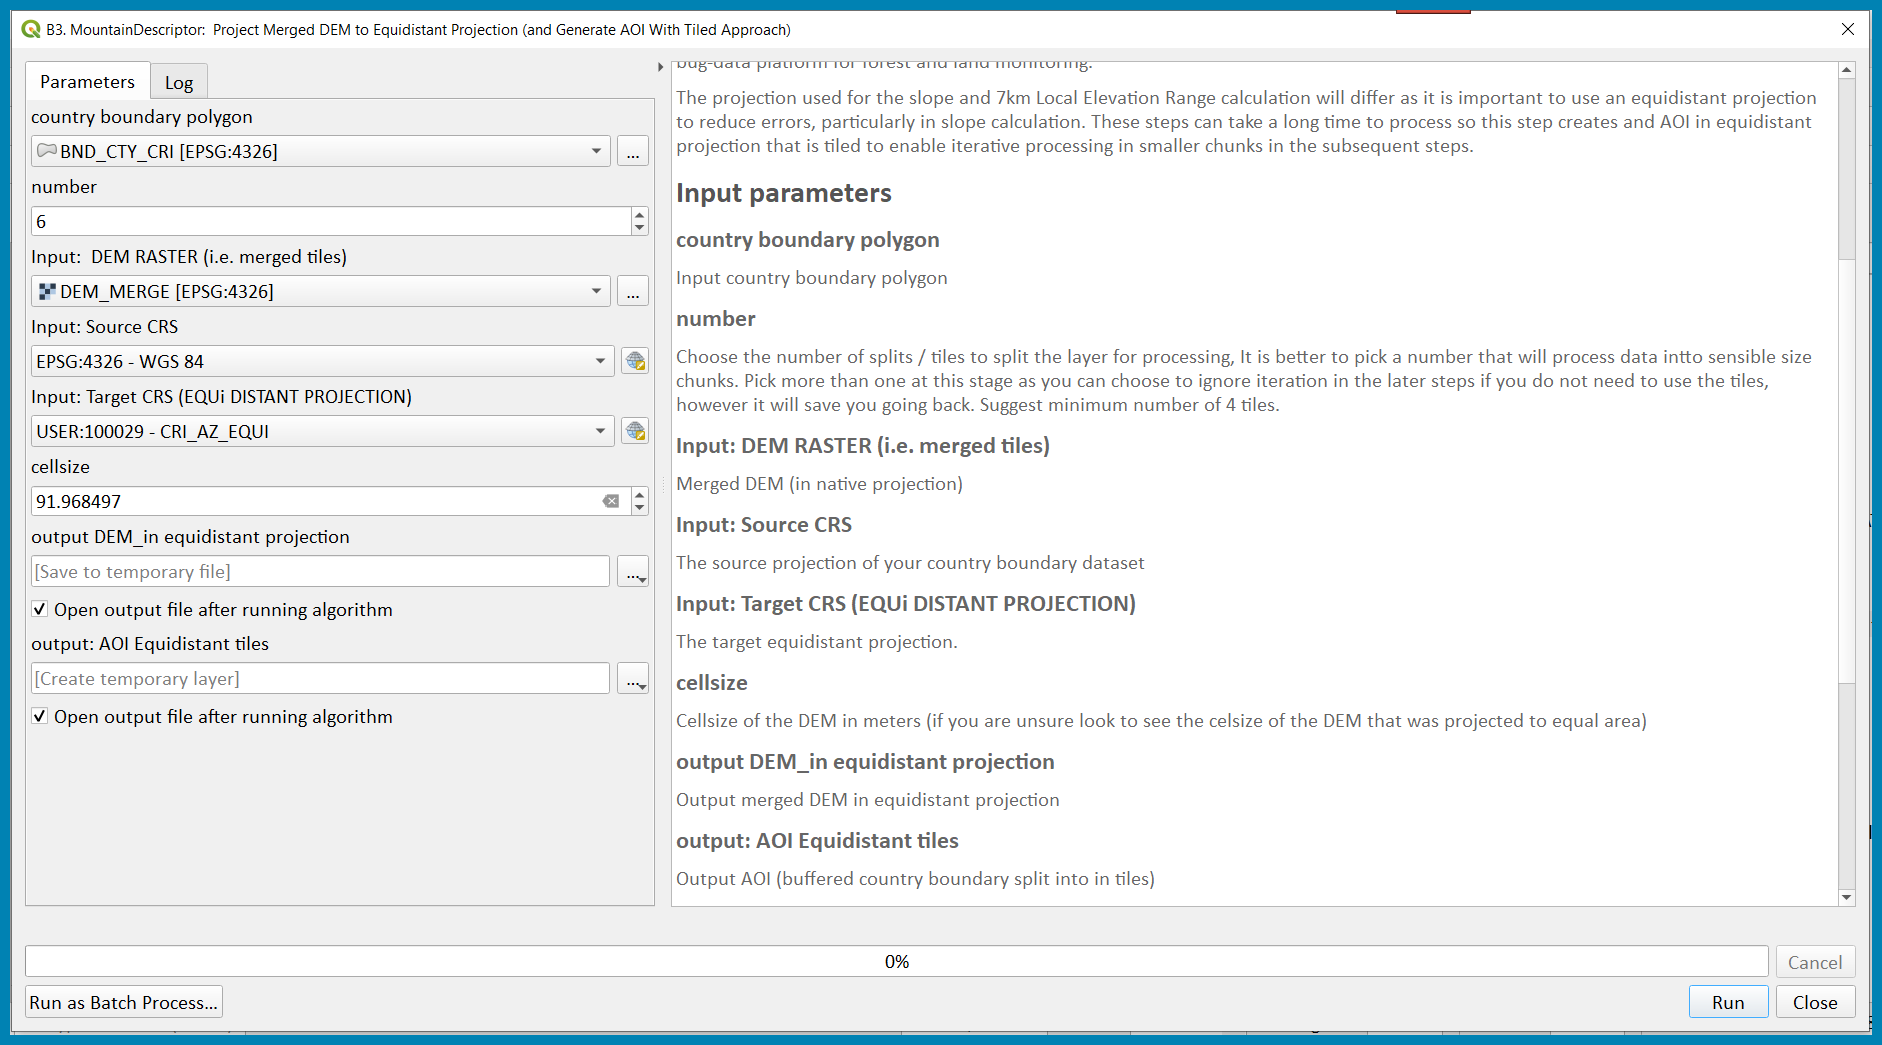 B3. MountainDescriptor:  Project Merged DEM to Equidistant Projection (and Generate AOI With Tiled Approach)
Parameters
Log
country boundary polygon
BND_CTY_CRI [EPSG:4326]
...
number
6
Input:  DEM RASTER (i.e. merged tiles)
DEM_MERGE [EPSG:4326]
...
Input: Source CRS
EPSG:4326 - WGS 84
Input: Target CRS (EQUi DISTANT PROJECTION)
USER:100029 - CRI_AZ_EQUI
cellsize
91.968497
output DEM_in equidistant projection
[Save to temporary file]
...
Open output file after running algorithm
output: AOI Equidistant tiles
[Create temporary layer]
...
Open output file after running algorithm
bug-data platform for forest and land monitoring.
The projection used for the slope and 7km Local Elevation Range calculation will differ as it is important to use an equidistant projection
to reduce errors, particularly in slope calculation. These steps can take a long time to process so this step creates and AOI in equidistant
projection that is tiled to enable iterative processing in smaller chunks in the subsequent steps.
Input parameters
country boundary polygon
Input country boundary polygon
number
Choose the number of splits / tiles to split the layer for processing, It is better to pick a number that will process data intto sensible size
chunks. Pick more than one at this stage as you can choose to ignore iteration in the later steps if you do not need to use the tiles,
however it will save you going back. Suggest minimum number of 4 tiles.
Input: DEM RASTER (i.e. merged tiles)
Merged DEM (in native projection)
Input: Source CRS
The source projection of your country boundary dataset
Input: Target CRS (EQUi DISTANT PROJECTION)
The target equidistant projection.
cellsize
Cellsize of the DEM in meters (if you are unsure look to see the celsize of the DEM that was projected to equal area)
output DEM_in equidistant projection
Output merged DEM in equidistant projection
output: AOI Equidistant tiles
Output AOI (buffered country boundary split into in tiles)
0%
Cancel
Run as Batch Process...
Run
Close